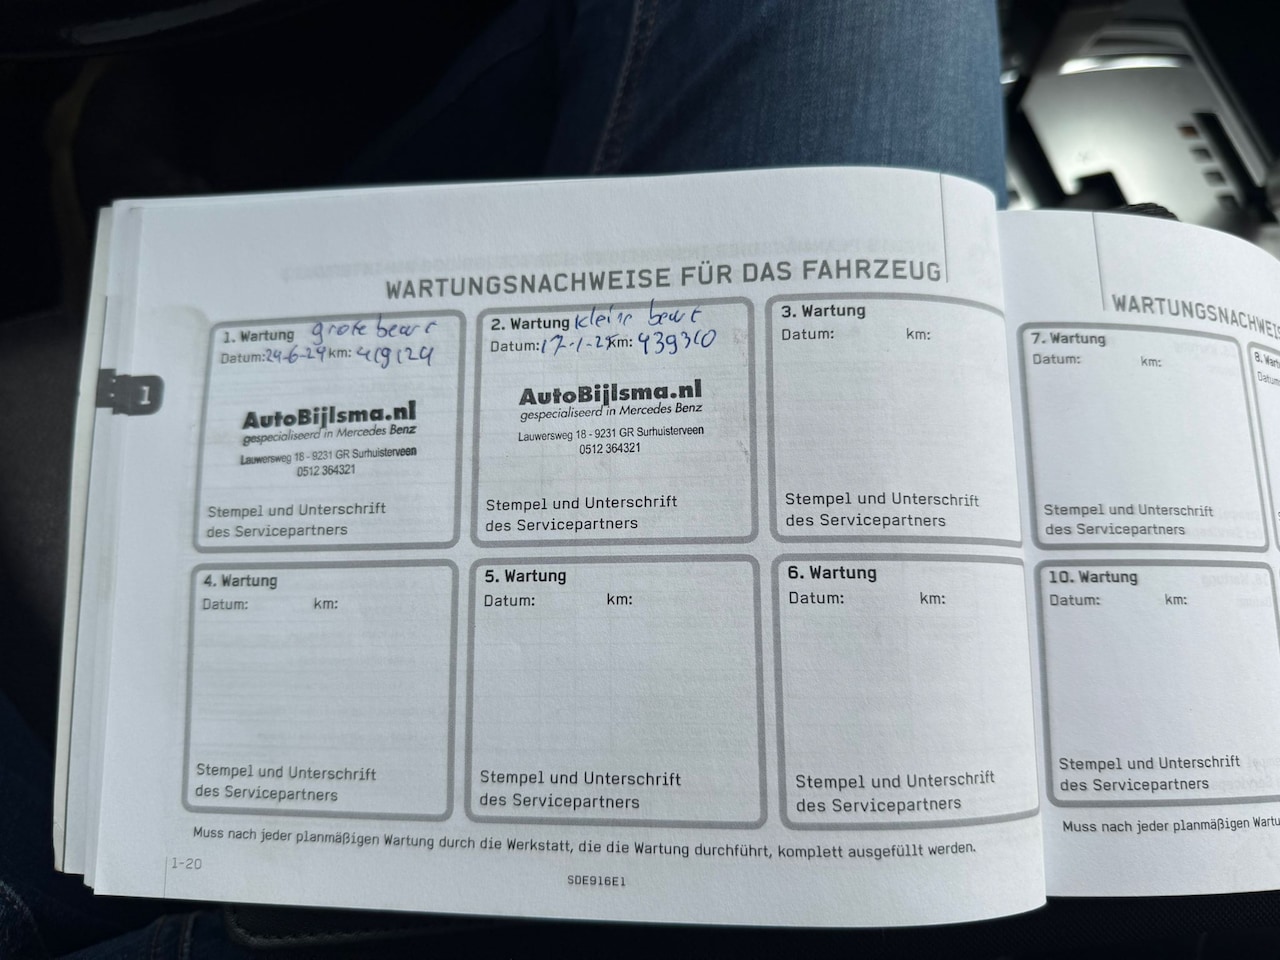 WARTUNGSNACHWEISE FÜR DAS FAHRZEUG
1. Wartung grote beurt
Datum: 24-6-24 km: 419124
AutoBijlsma.nl
gespecialiseerd in Mercedes Benz
Lauwersweg 18 - 9231 GR Surhuisterveen
0512 364321
Stempel und Unterschrift
des Servicepartners
2. Wartung kleine beurt
Datum: km: 439310
AutoBijlsma.nl
gespecialiseerd in Mercedes Benz
Lauwersweg 18 - 9231 GR Surhuisterveen
0512 364321
Stempel und Unterschrift
des Servicepartners
3. Wartung
Datum: km:
Stempel und Unterschrift
des Servicepartners
4. Wartung
Datum: km:
Stempel und Unterschrift
des Servicepartners
5. Wartung
Datum: km:
Stempel und Unterschrift
des Servicepartners
6. Wartung
Datum: km:
Stempel und Unterschrift
des Servicepartners
Muss nach jeder planmäßigen Wartung durch die Werkstatt, die die Wartung durchführt, komplett ausgefüllt werden.
1-20
SDE916E1
1
WARTUNGSNACHWEIS
7. Wartung
Datum: km:
Stempel und Unterschrift
des Servicepartners
8. Wart
Datum
10. Wartung
Datum: km:
Stempel und Unterschrift
des Servicepartners
Muss nach jeder planmäßigen Wartu